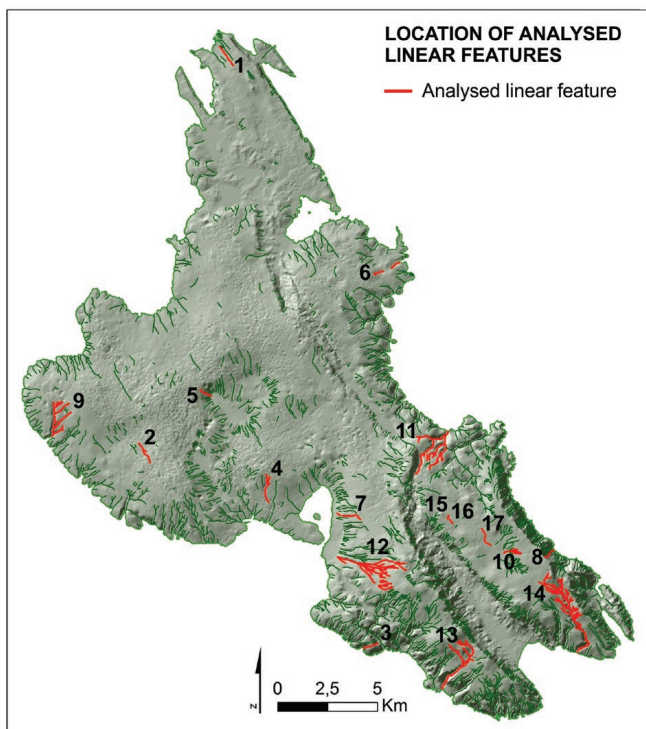 LOCATION OF ANALYSED
LINEAR FEATURES
Analysed linear feature
1
6
9
5
2
11
4
15
16
17
7
12
10
8
14
3
13
N
0 2,5 5
Km